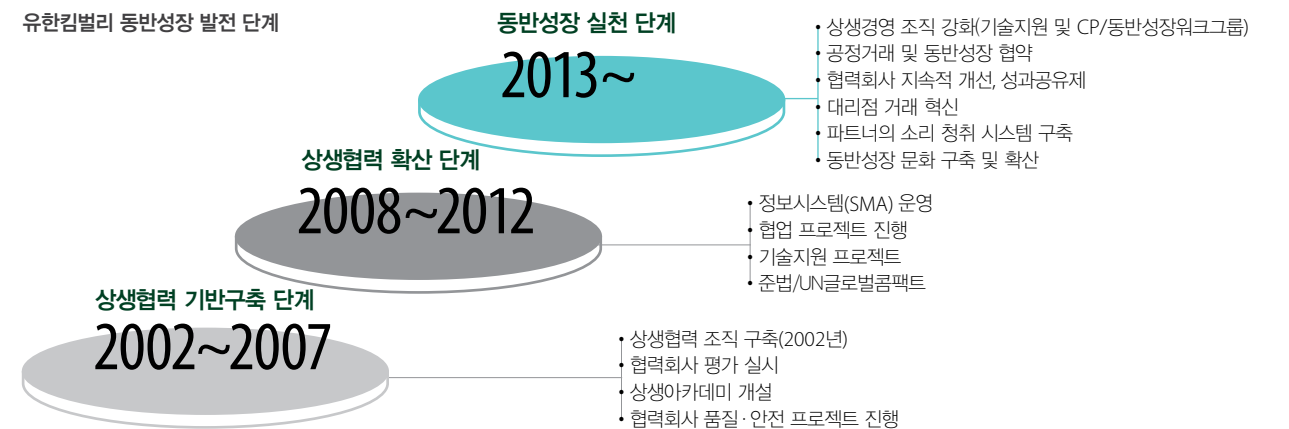 유한킴벌리 동반성장 발전 단계
동반성장 실천 단계
2013~
• 상생경영 조직 강화(기술지원 및 CP/동반성장워크그룹)
• 공정거래 및 동반성장 협약
• 협력회사 지속적 개선, 성과공유제
• 대리점 거래 혁신
• 파트너의 소리 청취 시스템 구축
• 동반성장 문화 구축 및 확산
상생협력 확산 단계
2008~2012
• 정보시스템(SMA) 운영
• 협업 프로젝트 진행
• 기술지원 프로젝트
• 준법/UN글로벌콤팩트
상생협력 기반구축 단계
2002~2007
• 상생협력 조직 구축(2002년)
• 협력회사 평가 실시
• 상생아카데미 개설
• 협력회사 품질·안전 프로젝트 진행